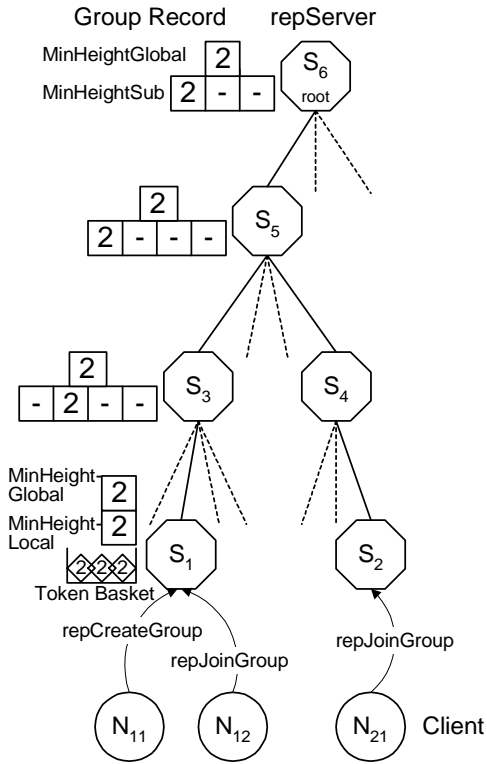 Group Record repServer
MinHeightGlobal 2
S6
MinHeightSub 2 - -
root
2
2 - - -
S5
2
- 2 - -
S3
S4
MinHeight-
Global
2
MinHeight-
Local
2
S1
S2
2 2 2
Token Basket
repCreateGroup
repJoinGroup
repJoinGroup
N11
N12
N21
Client